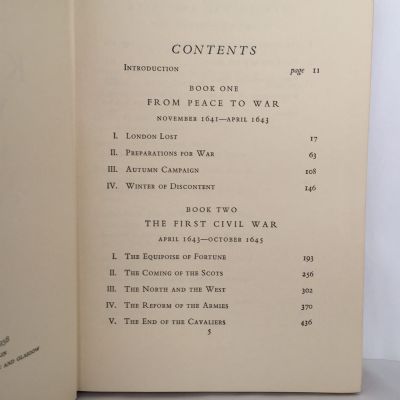 CONTENTS
INTRODUCTION page 11
BOOK ONE
FROM PEACE TO WAR
NOVEMBER 1641—APRIL 1643
I. LONDON LOST 17
II. PREPARATIONS FOR WAR 63
III. AUTUMN CAMPAIGN 108
IV. WINTER OF DISCONTENT 146
BOOK TWO
THE FIRST CIVIL WAR
APRIL 1643—OCTOBER 1645
I. THE EQUIPOISE OF FORTUNE 193
II. THE COMING OF THE SCOTS 256
III. THE NORTH AND THE WEST 302
IV. THE REFORM OF THE ARMIES 370
V. THE END OF THE CAVALIERS 436
5
AND GLASGOW